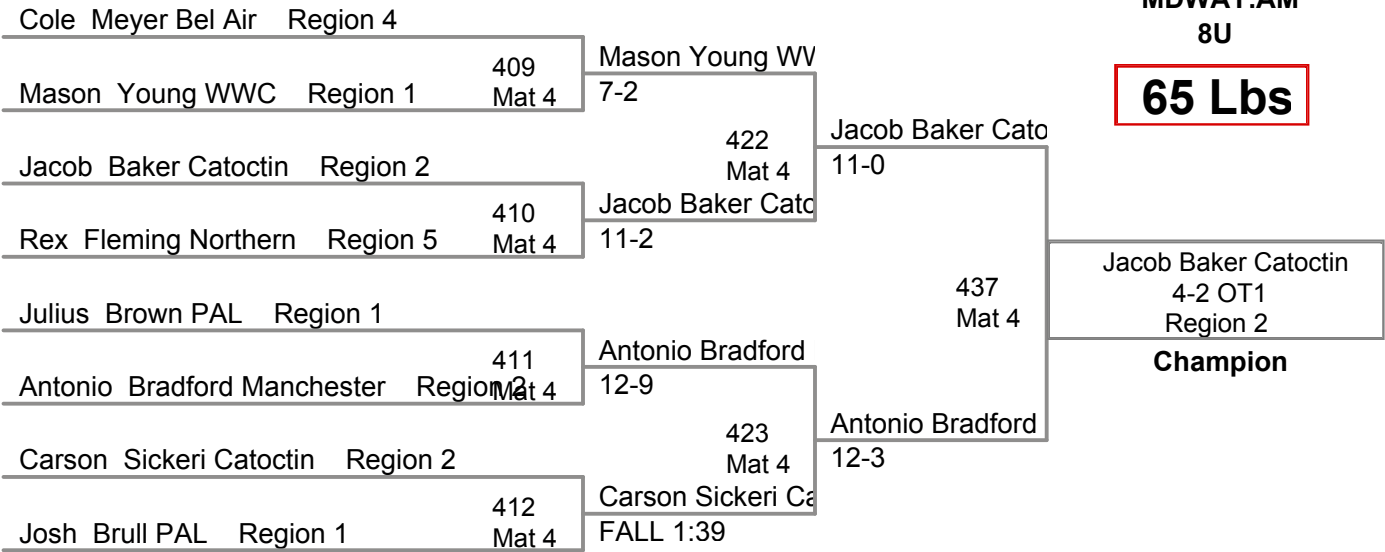 Cole Meyer Bel Air Region 4
409
Mat 4
Mason Young WWC Region 1
Jacob Baker Catoctin Region 2
410
Mat 4
Rex Fleming Northern Region 5
Julius Brown PAL Region 1
411
Mat 4
Antonio Bradford Manchester Region 2
Carson Sickeri Catoctin Region 2
412
Mat 4
Josh Brull PAL Region 1
Mason Young
7-2
422
Mat 4
Jacob Baker Cato
11-2
Antonio Bradford
12-9
423
Mat 4
Carson Sickeri Ca
FALL 1:39
Jacob Baker Cato
11-0
437
Mat 4
Antonio Bradford
12-3
8U
65 Lbs
Jacob Baker Catoctin
4-2 OT1
Region 2
Champion